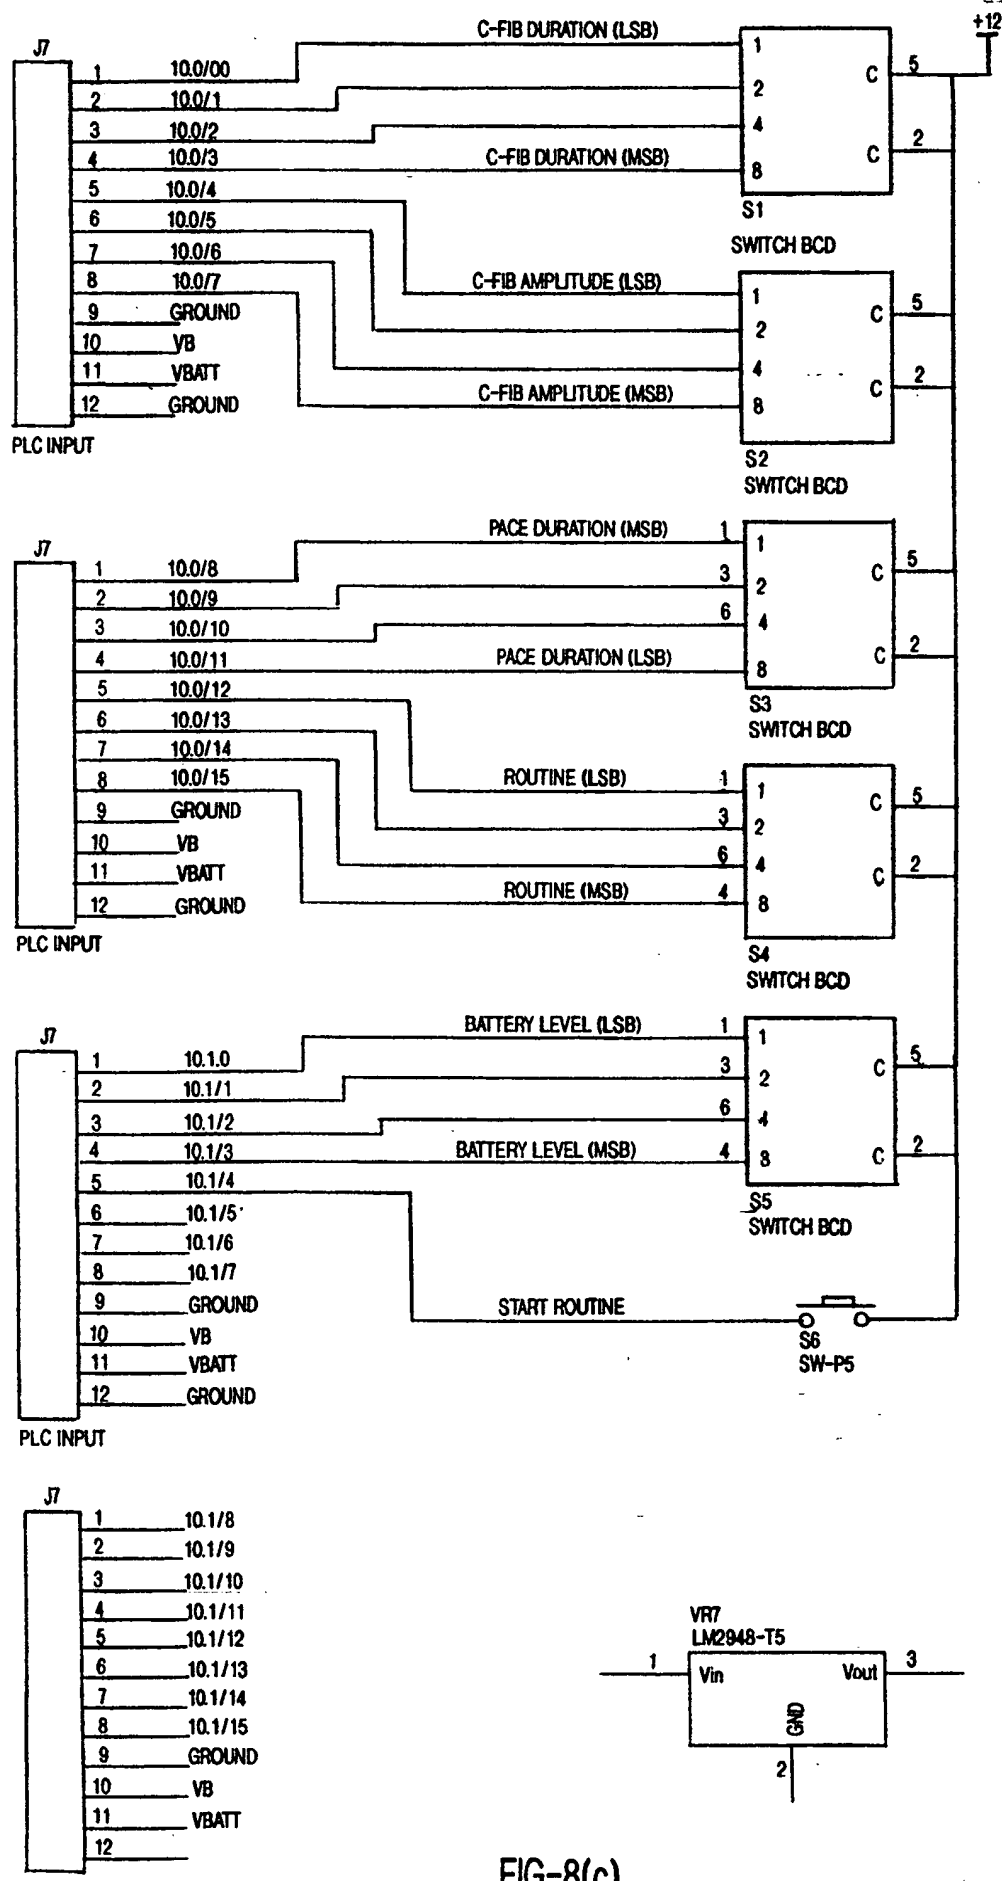 +12
C-FIB DURATION (LSB)
J7
1 10.0/00 1 C 5
2 10.0/1 2
3 10.0/2 4 C 2
4 10.0/3 C-FIB DURATION (MSB) 8
5 10.0/4 S1
6 10.0/5 SWITCH BCD
7 10.0/6
8 10.0/7 C-FIB AMPLITUDE (LSB) 1 C 5
9 GROUND 2
10 VB 4 C 2
11 VBATT C-FIB AMPLITUDE (MSB) 8
12 GROUND
PLC INPUT S2
SWITCH BCD
PACE DURATION (MSB) 1 1
J7
1 10.0/8 3 2 C 5
2 10.0/9
3 10.0/10 6 4 C 2
4 10.0/11 PACE DURATION (LSB) 8
5 10.0/12 S3
6 10.0/13 SWITCH BCD
7 10.0/14
8 10.0/15 ROUTINE (LSB) 1 1 C 5
9 GROUND 3 2
10 VB 6 4 C 2
11 VBATT ROUTINE (MSB) 4 8
12 GROUND
PLC INPUT S4
SWITCH BCD
BATTERY LEVEL (LSB) 1 1
J7
1 10.1.0 3 2 C 5
2 10.1/1
3 10.1/2 6 4
4 10.1/3 BATTERY LEVEL (MSB) 4 8 C 2
5 10.1/4 S5
6 10.1/5 SWITCH BCD
7 10.1/6
8 10.1/7
9 GROUND START ROUTINE
10 VB S6
11 VBATT SW-P5
12 GROUND
PLC INPUT
J7
1 10.1/8
2 10.1/9
3 10.1/10
4 10.1/11
5 10.1/12
6 10.1/13
7 10.1/14
8 10.1/15
9 GROUND
10 VB
11 VBATT
12
VR7
LM2948-T5
1 Vin Vout 3
GND
2
FIG-8(c)